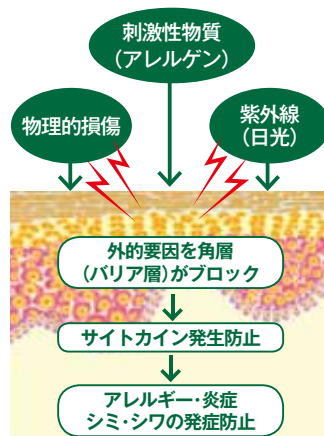 刺激性物質
（アレルゲン）
物理的損傷
紫外線
（日光）
外的要因を角層
（バリア層）がブロック
サイトカイン発生防止
アレルギー・炎症
シミ・シワの発症防止